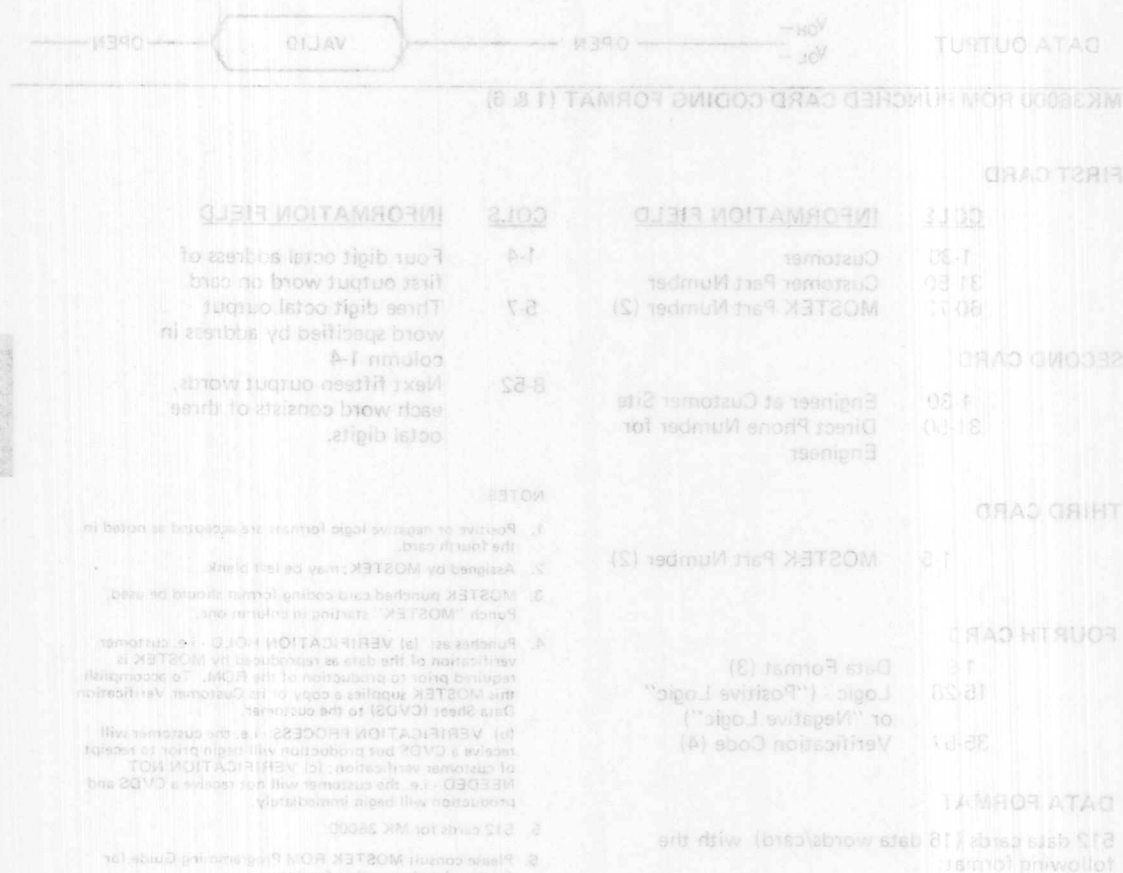 DATA OUTPUT
VOH
VOL
OPEN
VALID
OPEN
MK36000 ROM PUNCHED CARD CODING FORMAT (1 & 6)
FIRST CARD
COLS INFORMATION FIELD
1-30 Customer
31-50 Customer Part Number
60-72 MOSTEK Part Number (2)
SECOND CARD
1-30 Engineer at Customer Site
31-50 Direct Phone Number for
Engineer
THIRD CARD
1-5 MOSTEK Part Number (2)
FOURTH CARD
1-6 Data Format (3)
15-28 Logic - ("Positive Logic"
or "Negative Logic")
35-57 Verification Code (4)
DATA FORMAT
512 data cards (16 data words/card) with the
following format:
COLS INFORMATION FIELD
1-4 Four digit octal address of
first output word on card
5-7 Three digit octal output
word specified by address in
column 1-4
8-52 Next fifteen output words,
each word consists of three
octal digits.
NOTES
1. Positive or negative logic formats are accepted as noted in
the fourth card.
2. Assigned by MOSTEK; may be left blank.
3. MOSTEK punched card coding format should be used.
Punch "MOSTEK" starting in column one.
4. Punches as: (a) VERIFICATION HOLD - i.e. customer
verification of the data as reproduced by MOSTEK is
required prior to production of the ROM. To accomplish
this MOSTEK supplies a copy of its Customer Verification
Data Sheet (CVDS) to the customer.
(b) VERIFICATION PROCESS - i.e. the customer will
receive a CVDS but production will begin prior to receipt
of customer verification; (c) VERIFICATION NOT
NEEDED - i.e. the customer will not receive a CVDS and
production will begin immediately.
5. 512 cards for MK 36000
6. Please consult MOSTEK ROM Programming Guide for